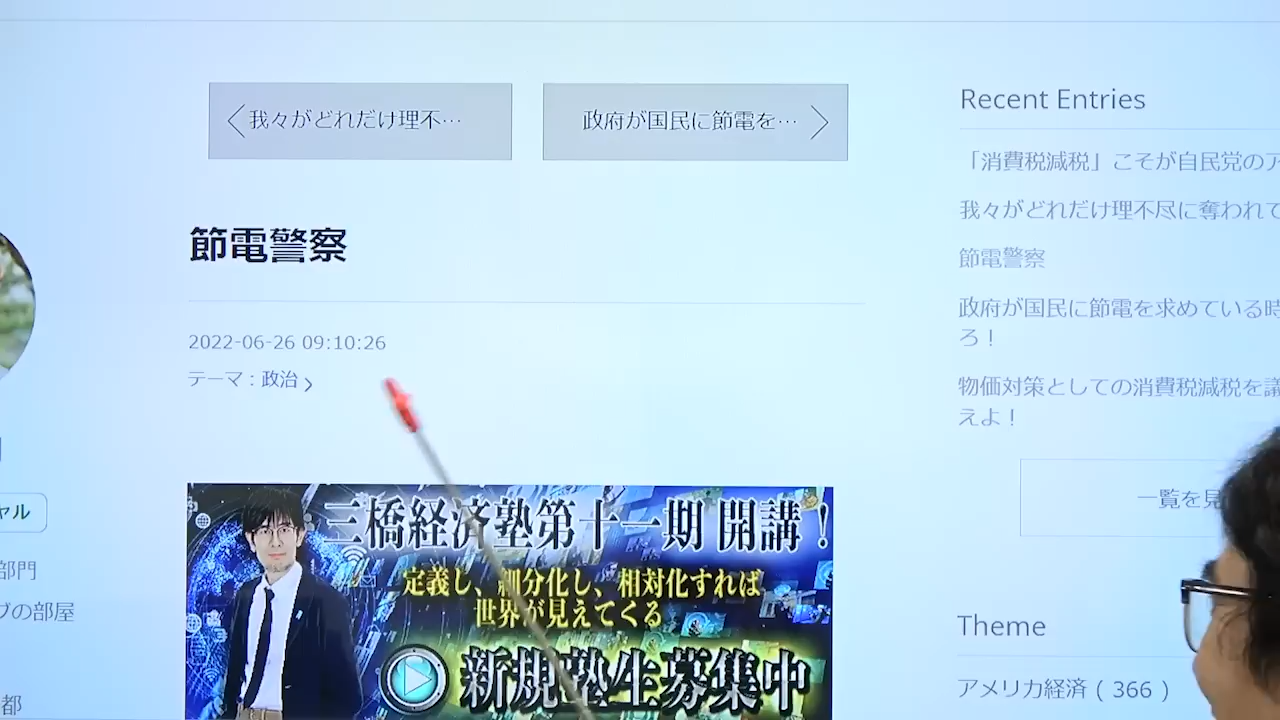 我々がどれだけ理不…
政府が国民に節電を…
節電警察
2022-06-26 09:10:26
テーマ：政治
三橋経済塾第十一期 開講！
定義し、細分化し、相対化すれば
世界が見えてくる
新規塾生募集中
ャル
部門
ブの部屋
都
Recent Entries
「消費税減税」こそが自民党のア
我々がどれだけ理不尽に奪われて
節電警察
政府が国民に節電を求めている時
ろ！
物価対策としての消費税減税を議
えよ！
一覧を見
Theme
アメリカ経済 ( 366 )